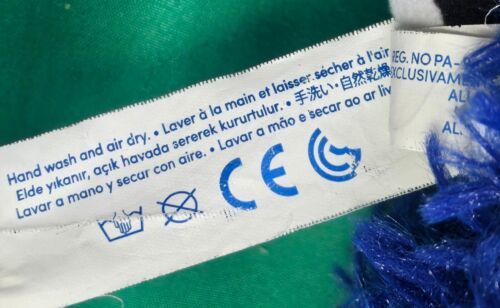 Hand wash and air dry. • Laver à la main et laisser sécher à l'air
Elde yıkanır, açık havada sererek kurutulur. • 手洗い・自然乾燥
Lavar a mano y secar con aire. • Lavar a mão e secar ao ar liv
CE
REG. NO PA-
EXCLUSIVAME
AL
AL